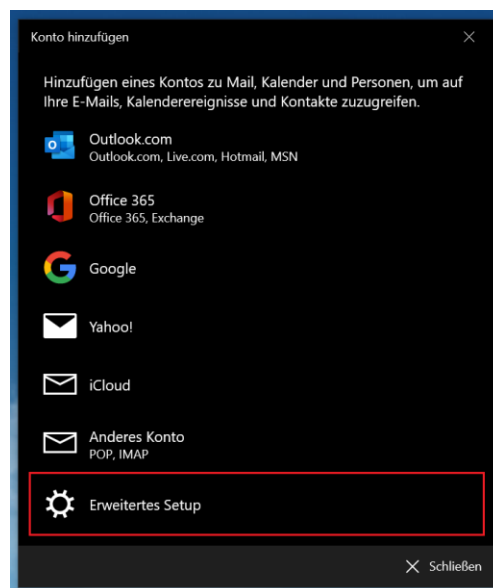 Konto hinzufügen
Hinzufügen eines Kontos zu Mail, Kalender und Personen, um auf
Ihre E-Mails, Kalenderereignisse und Kontakte zuzugreifen.
Outlook.com
Outlook.com, Live.com, Hotmail, MSN
Office 365
Office 365, Exchange
Google
Yahoo!
iCloud
Anderes Konto
POP, IMAP
Erweitertes Setup
Schließen